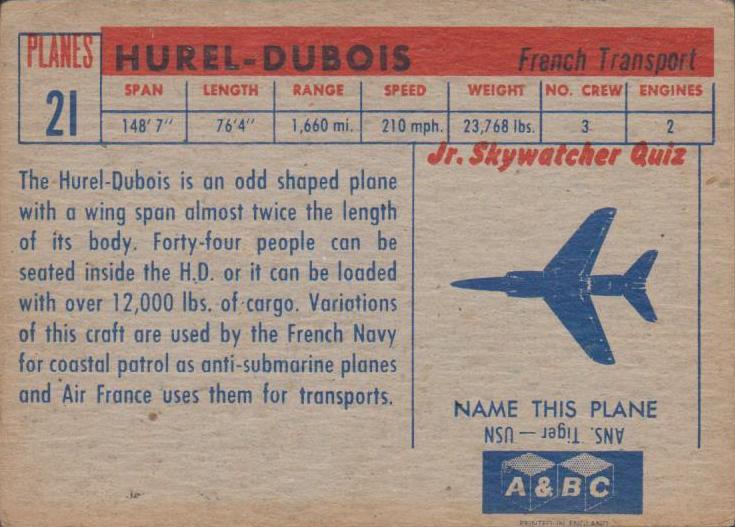 PLANES
21
HUREL-DUBOIS
French Transport
SPAN LENGTH RANGE SPEED WEIGHT NO. CREW ENGINES
148'7" 76'4" 1,660 mi. 210 mph. 23,768 lbs. 3 2
The Hurel-Dubois is an odd shaped plane
with a wing span almost twice the length
of its body. Forty-four people can be
seated inside the H.D. or it can be loaded
with over 12,000 lbs. of cargo. Variations
of this craft are used by the French Navy
for coastal patrol as anti-submarine planes
and Air France uses them for transports.
Jr. Skywatcher Quiz
NAME THIS PLANE
ANS. Tiger — USN
A & B C
PRINTED IN ENGLAND